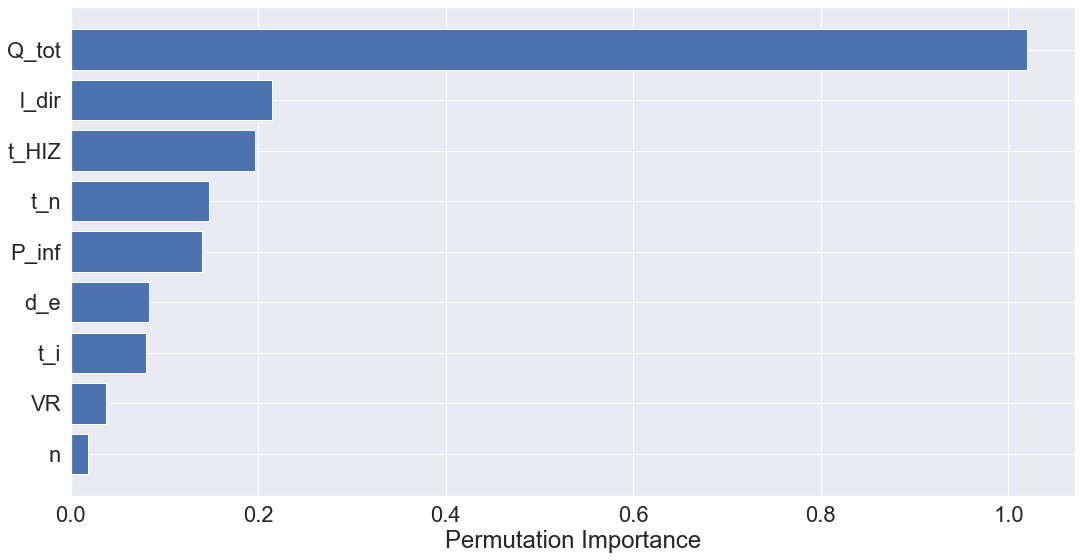 Q_tot
l_dir
t_HIZ
t_n
P_inf
d_e
t_i
VR
n
0.0 0.2 0.4 0.6 0.8 1.0
Permutation Importance